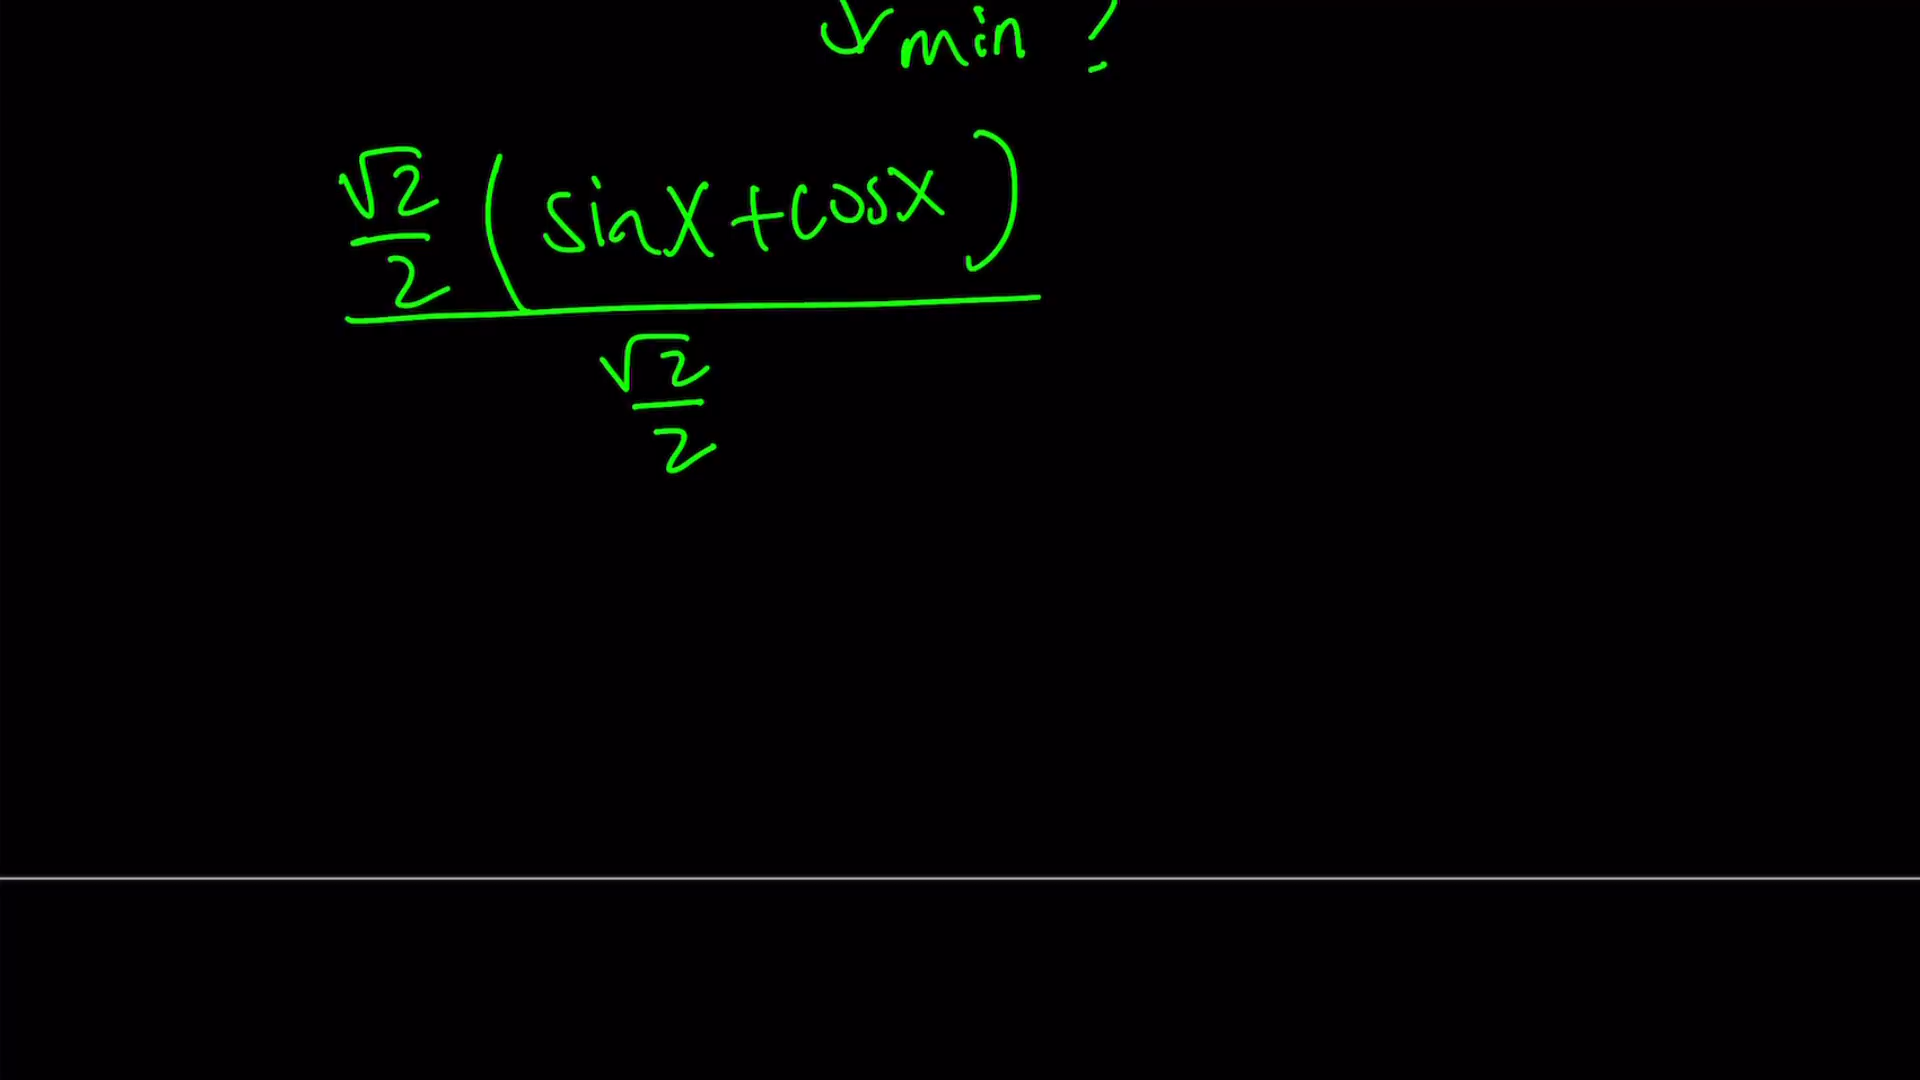 min ?
√2/2 (sinx+cosx)
√2/2